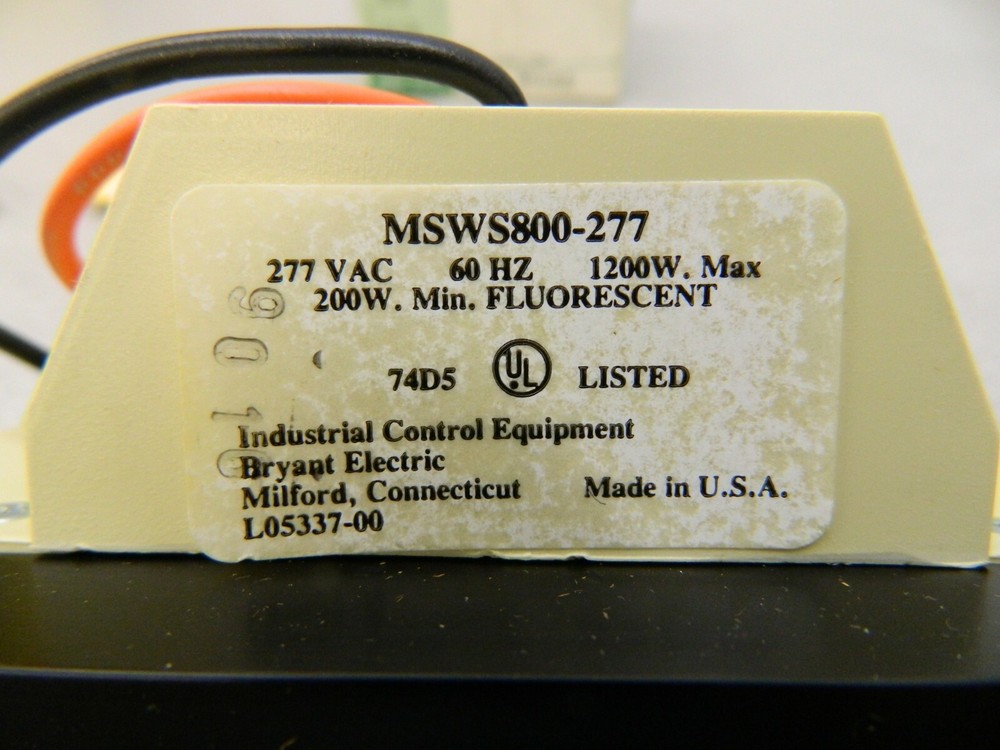 MSWS800-277
277 VAC 60 HZ 1200W. Max
200W. Min. FLUORESCENT
74D5 UL LISTED
Industrial Control Equipment
Bryant Electric
Milford, Connecticut Made in U.S.A.
L05337-00